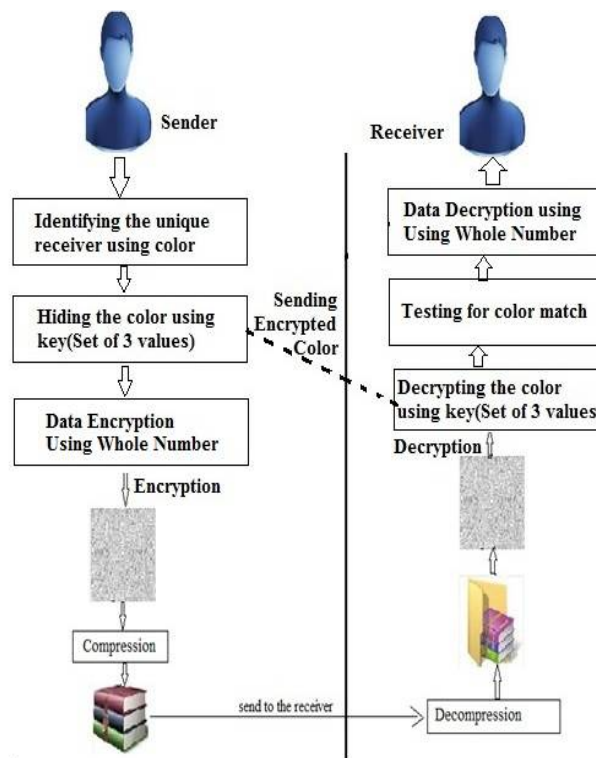 Sender
Identifying the unique
receiver using color
Hiding the color using
key(Set of 3 values)
Data Encryption
Using Whole Number
Encryption
Compression
send to the receiver
Sending
Encrypted
Color
Receiver
Data Decryption using
Using Whole Number
Testing for color match
Decrypting the color
using key(Set of 3 values
Decryption
Decompression